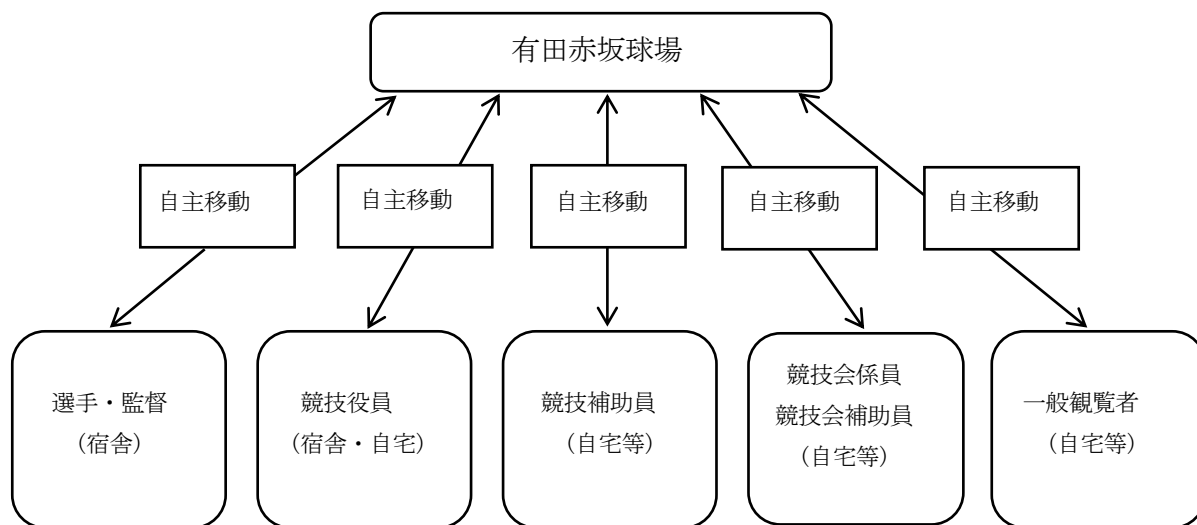 有田赤坂球場
自主移動
自主移動
自主移動
自主移動
自主移動
選手・監督
（宿舎）
競技役員
（宿舎・自宅）
競技補助員
（自宅等）
競技会係員
競技会補助員
（自宅等）
一般観覧者
（自宅等）